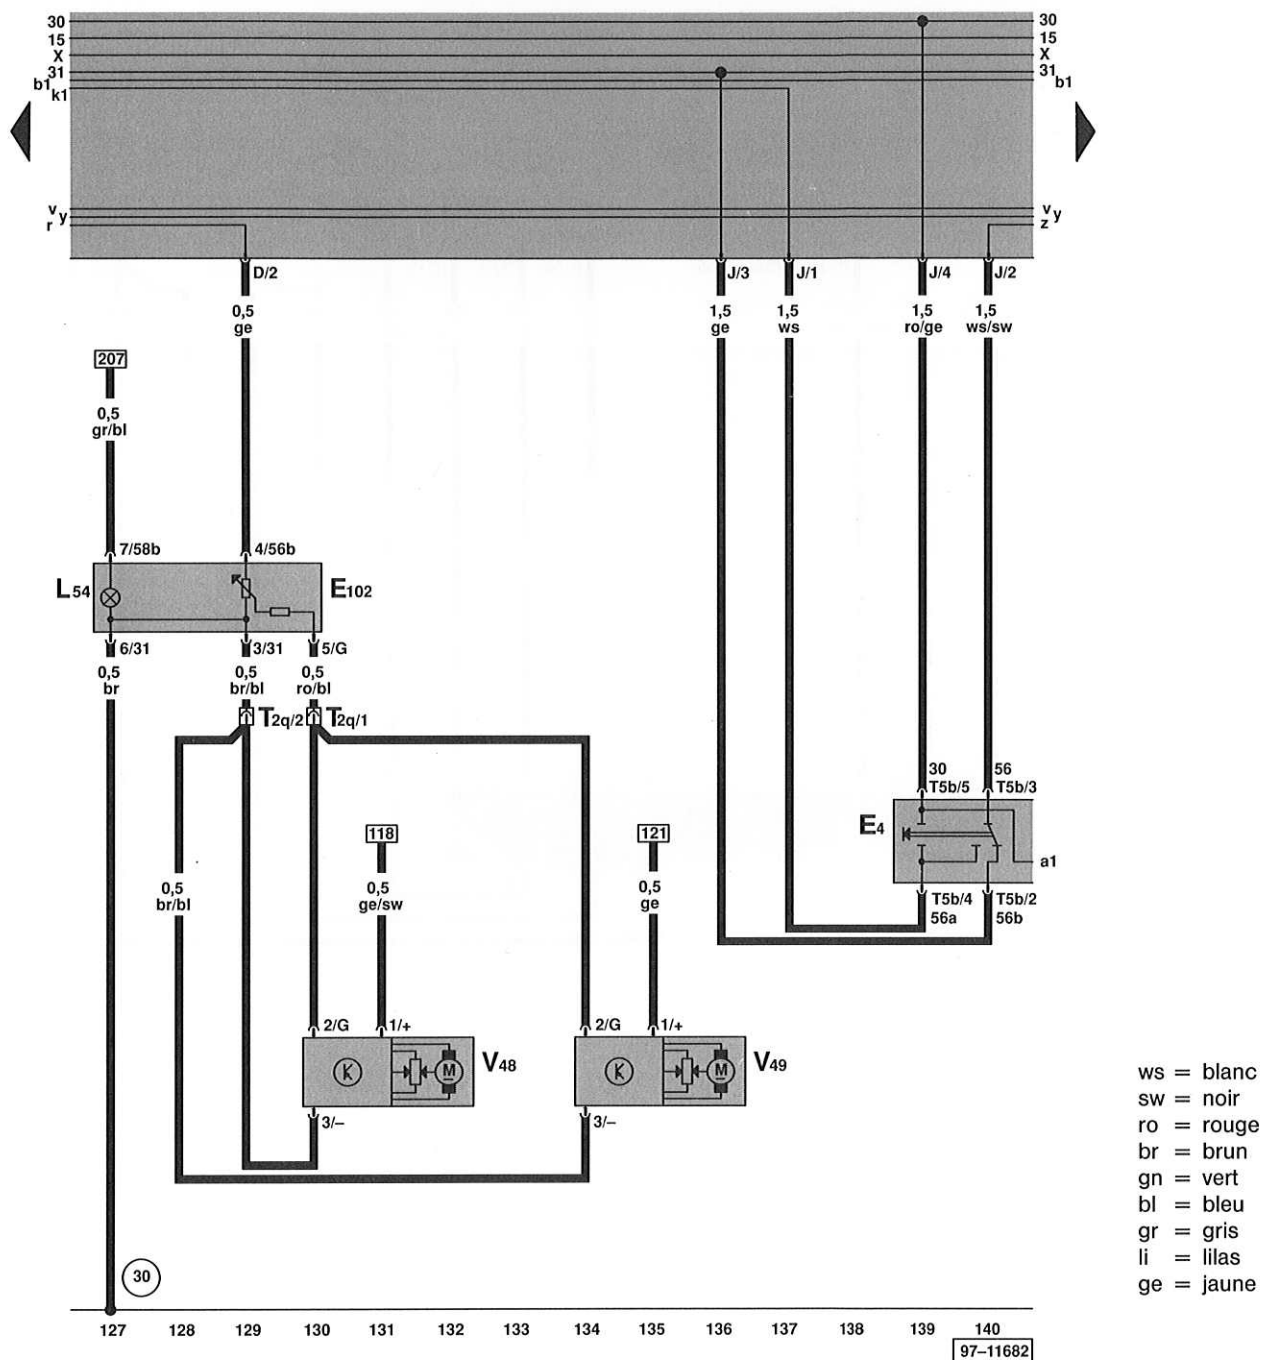 30 30
15 15
X X
31 31
b1 b1
k1
v v
y y
r z
D/2 J/3 J/1 J/4 J/2
0,5 1,5 1,5 1,5 1,5
ge ge ws ro/ge ws/sw
207
0,5
gr/bl
7/58b 4/56b
L54 E102
6/31 3/31 5/G
0,5 0,5 0,5
br br/bl ro/bl
T2q/2 T2q/1
30 56
T5b/5 T5b/3
E4
118 121
a1
0,5 0,5 0,5
br/bl ge/sw ge
T5b/4 T5b/2
56a 56b
2/G 1/+ 2/G 1/+
K M V48 K M V49
3/– 3/–
ws = blanc
sw = noir
ro = rouge
br = brun
gn = vert
bl = bleu
gr = gris
li = lilas
ge = jaune
30
127 128 129 130 131 132 133 134 135 136 137 138 139 140
97–11682